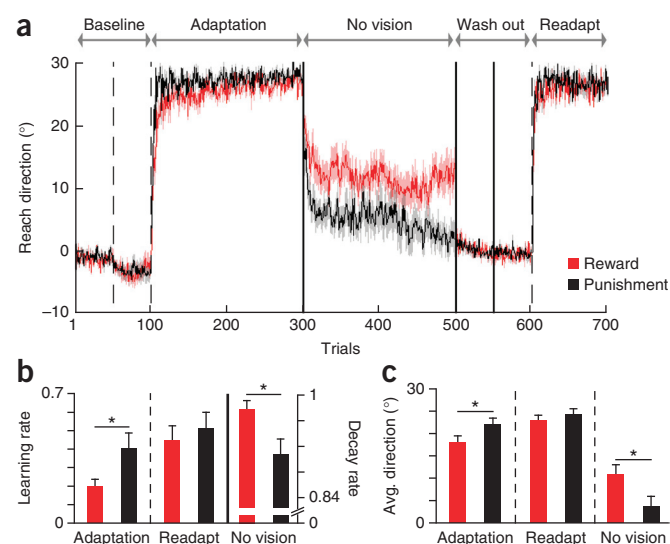 a
Baseline Adaptation No vision Wash out Readapt
30
20
10
0
−10
Reach direction (°)
1 100 200 300 400 500 600 700
Trials
Reward
Punishment
b
0.7
0
Learning rate
* *
1
0.84
0
Decay rate
Adaptation Readapt No vision
c
30
0
Avg. direction (°)
* *
Adaptation Readapt No vision